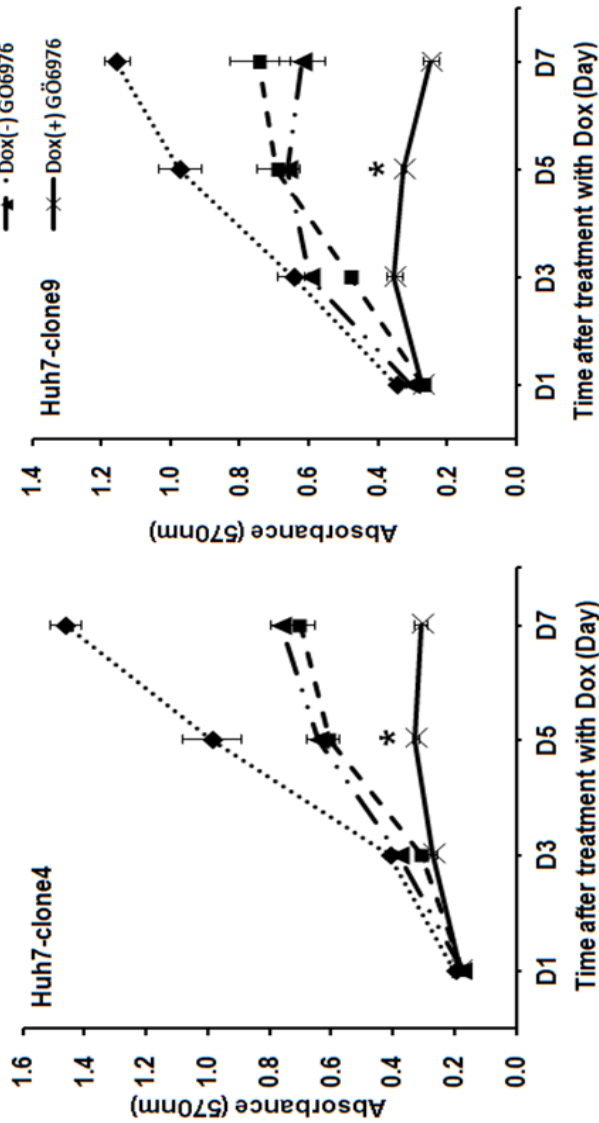 Huh7-clone4
Absorbance (570nm)
1.6
1.4
1.2
1.0
0.8
0.6
0.4
0.2
0.0
*
D1 D3 D5 D7
Time after treatment with Dox (Day)
Dox(-) GÖ6976
Dox(+) GÖ6976
Huh7-clone9
Absorbance (570nm)
1.4
1.2
1.0
0.8
0.6
0.4
0.2
0.0
*
D1 D3 D5 D7
Time after treatment with Dox (Day)